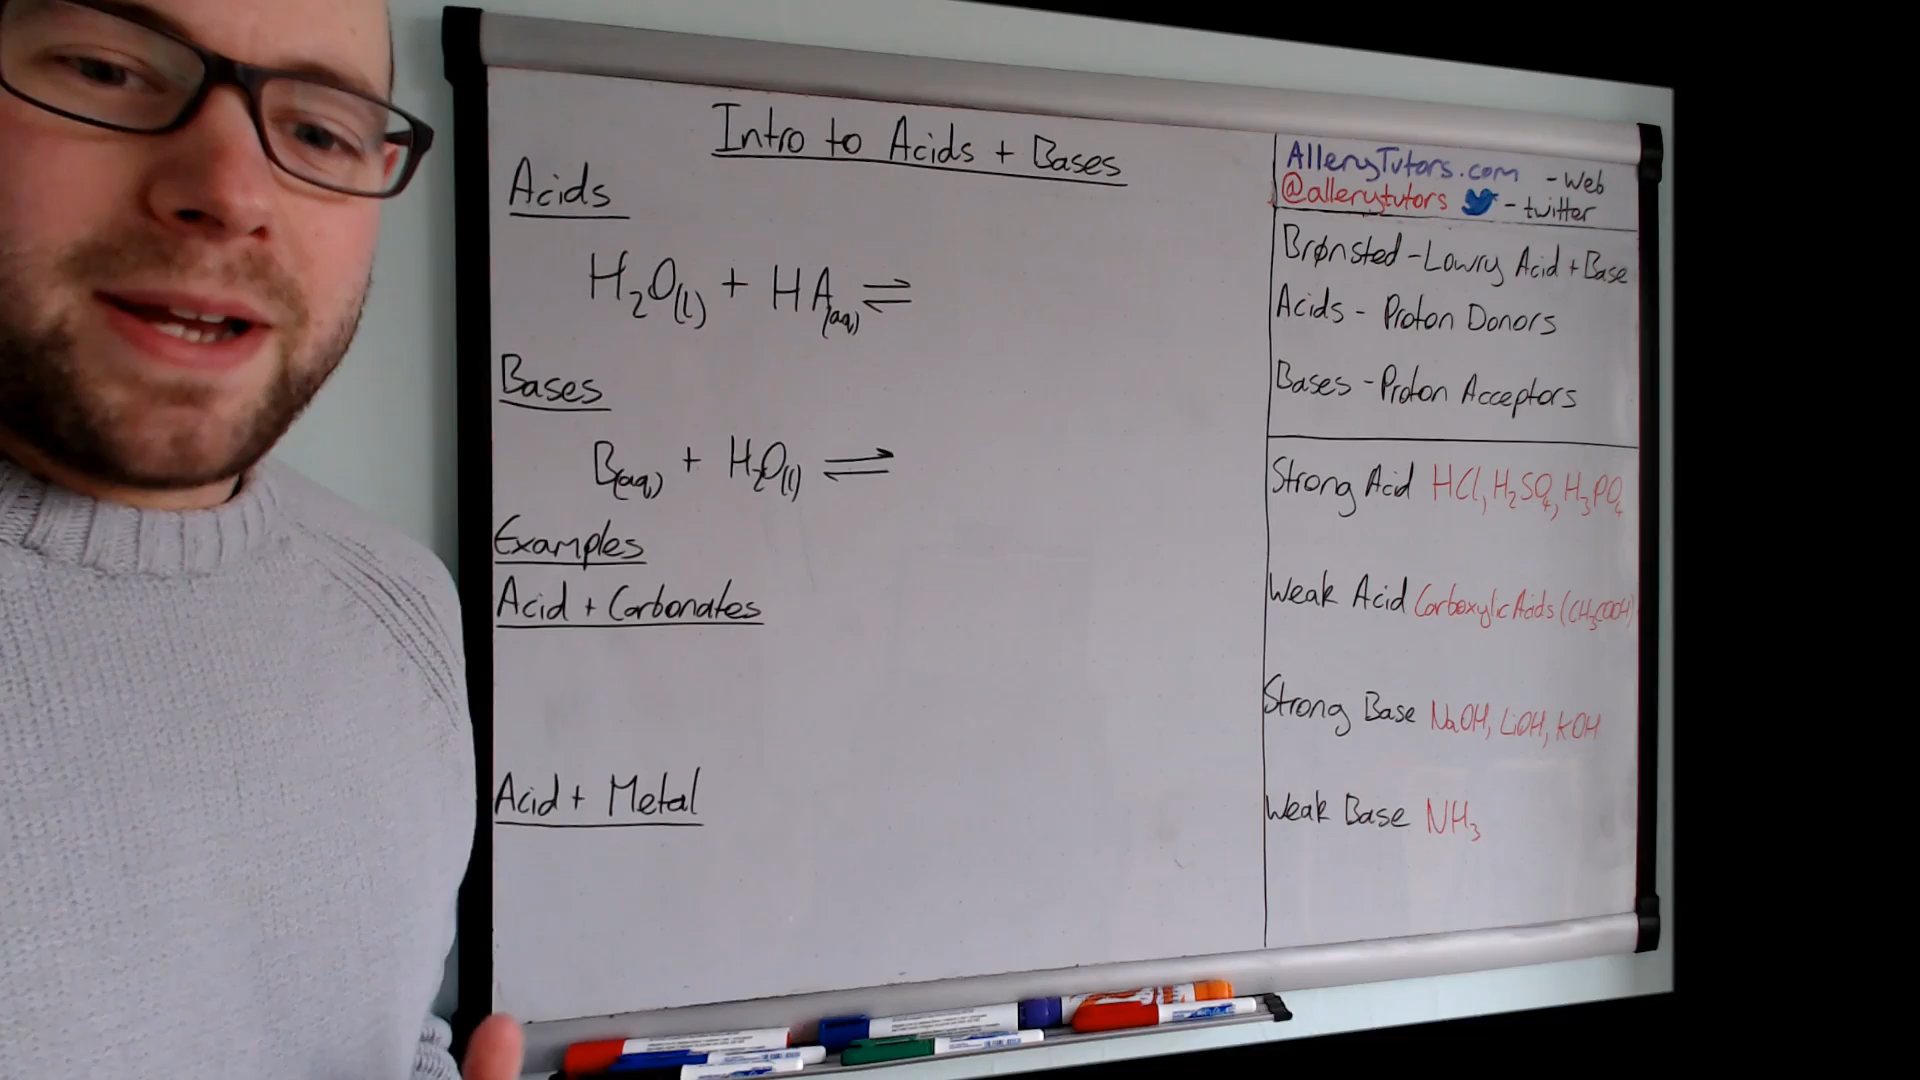 Intro to Acids + Bases
Acids
H₂O(l) + HA(aq) ⇌
Bases
B(aq) + H₂O(l) ⇌
Examples
Acid + Carbonates
Acid + Metal
AlleryTutors.com - Web
@allerytutors - twitter
Brønsted-Lowry Acid + Base
Acids - Proton Donors
Bases - Proton Acceptors
Strong Acid HCl, H₂SO₄, H₃PO₄
Weak Acid Carboxylic Acids (CH₃COOH)
Strong Base NaOH, LiOH, KOH
Weak Base NH₃